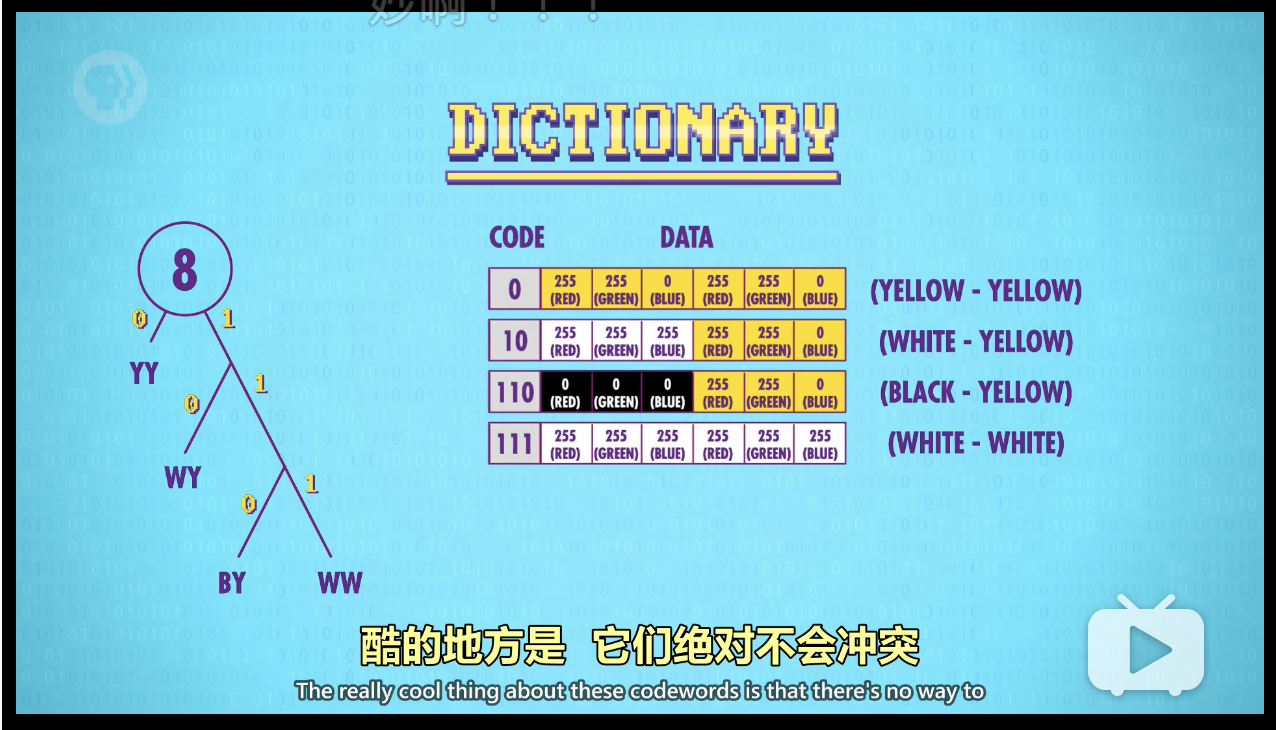 妙啊！！！
DICTIONARY
CODE DATA
0 255 (RED) 255 (GREEN) 0 (BLUE) 255 (RED) 255 (GREEN) 0 (BLUE) (YELLOW - YELLOW)
10 255 (RED) 255 (GREEN) 255 (BLUE) 255 (RED) 255 (GREEN) 0 (BLUE) (WHITE - YELLOW)
110 0 (RED) 0 (GREEN) 0 (BLUE) 255 (RED) 255 (GREEN) 0 (BLUE) (BLACK - YELLOW)
111 255 (RED) 255 (GREEN) 255 (BLUE) 255 (RED) 255 (GREEN) 255 (BLUE) (WHITE - WHITE)
8
0 1
YY
0 1
WY
0 1
BY WW
酷的地方是 它们绝对不会冲突
The really cool thing about these codewords is that there's no way to